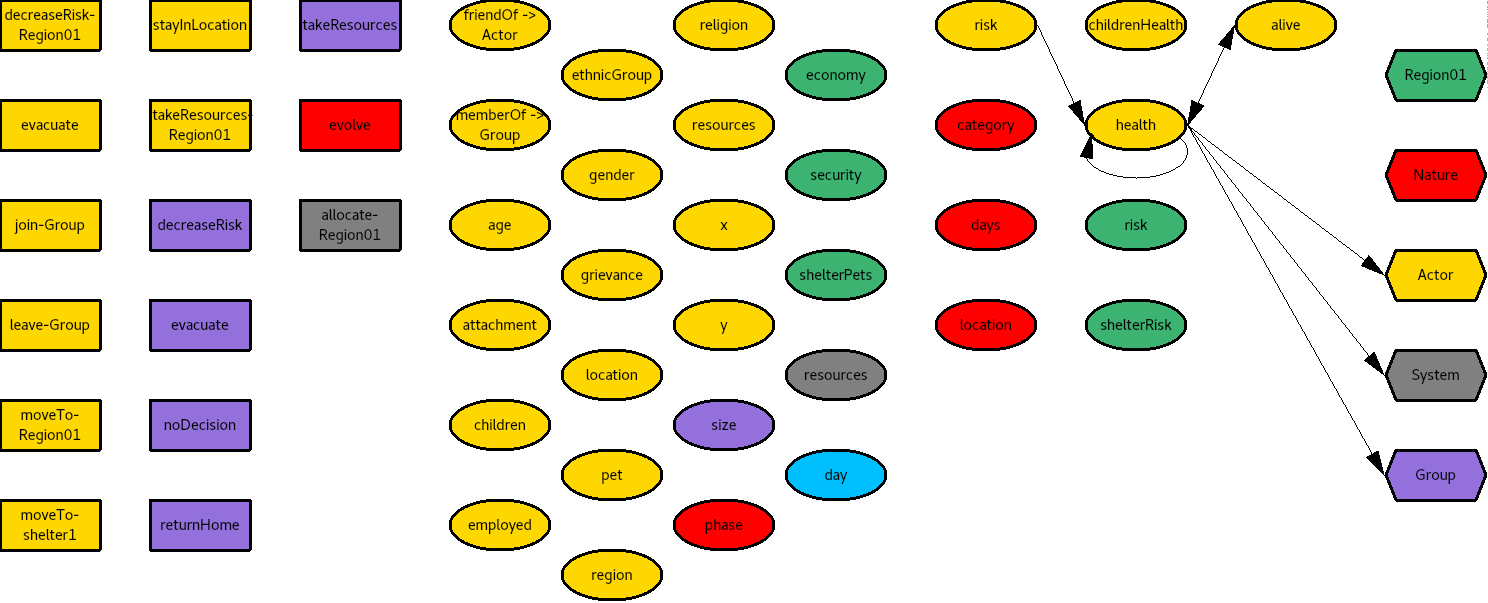 decreaseRisk-
Region01
stayInLocation
takeResources
friendOf ->
Actor
religion
risk
childrenHealth
alive
ethnicGroup
economy
Region01
evacuate
takeResources-
Region01
evolve
memberOf ->
Group
resources
category
health
gender
security
Nature
join-Group
decreaseRisk
allocate-
Region01
age
x
days
risk
grievance
shelterPets
Actor
leave-Group
evacuate
attachment
y
location
shelterRisk
location
resources
System
moveTo-
Region01
noDecision
children
size
pet
day
Group
moveTo-
shelter1
returnHome
employed
phase
region